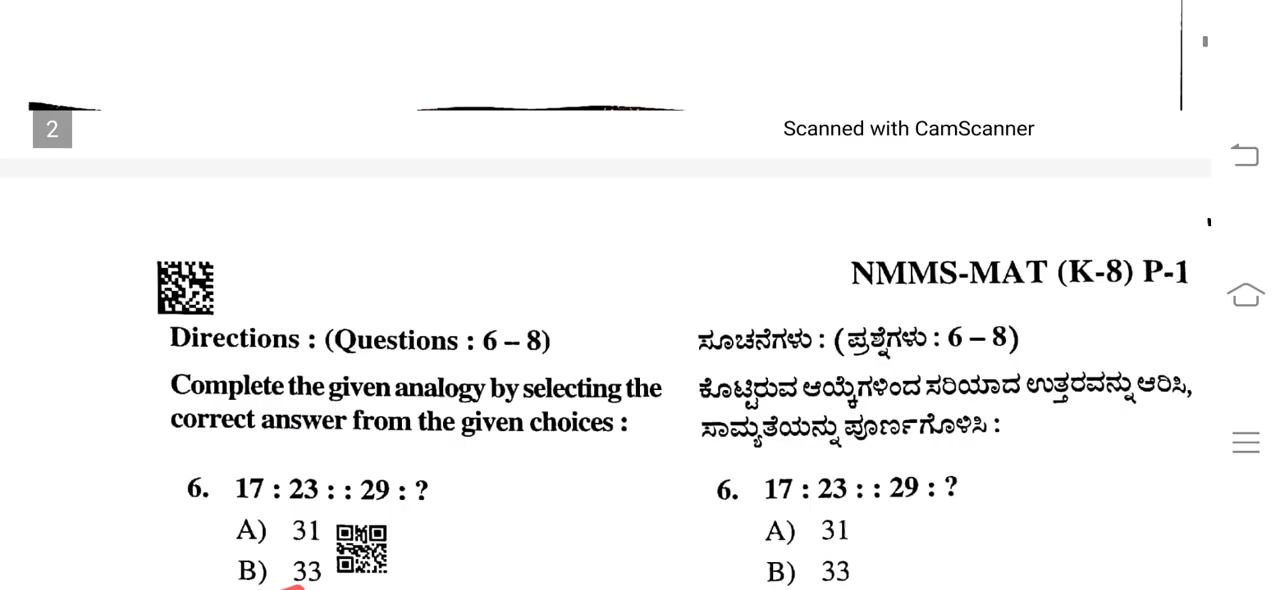 2
Scanned with CamScanner
NMMS-MAT (K-8) P-1
Directions : (Questions : 6 – 8)
Complete the given analogy by selecting the
correct answer from the given choices :
6. 17 : 23 : : 29 : ?
A) 31
B) 33
ಸೂಚನೆಗಳು : (ಪ್ರಶ್ನೆಗಳು : 6 – 8)
ಕೊಟ್ಟಿರುವ ಆಯ್ಕೆಗಳಿಂದ ಸರಿಯಾದ ಉತ್ತರವನ್ನು ಆರಿಸಿ,
ಸಾಮ್ಯತೆಯನ್ನು ಪೂರ್ಣಗೊಳಿಸಿ :
6. 17 : 23 : : 29 : ?
A) 31
B) 33